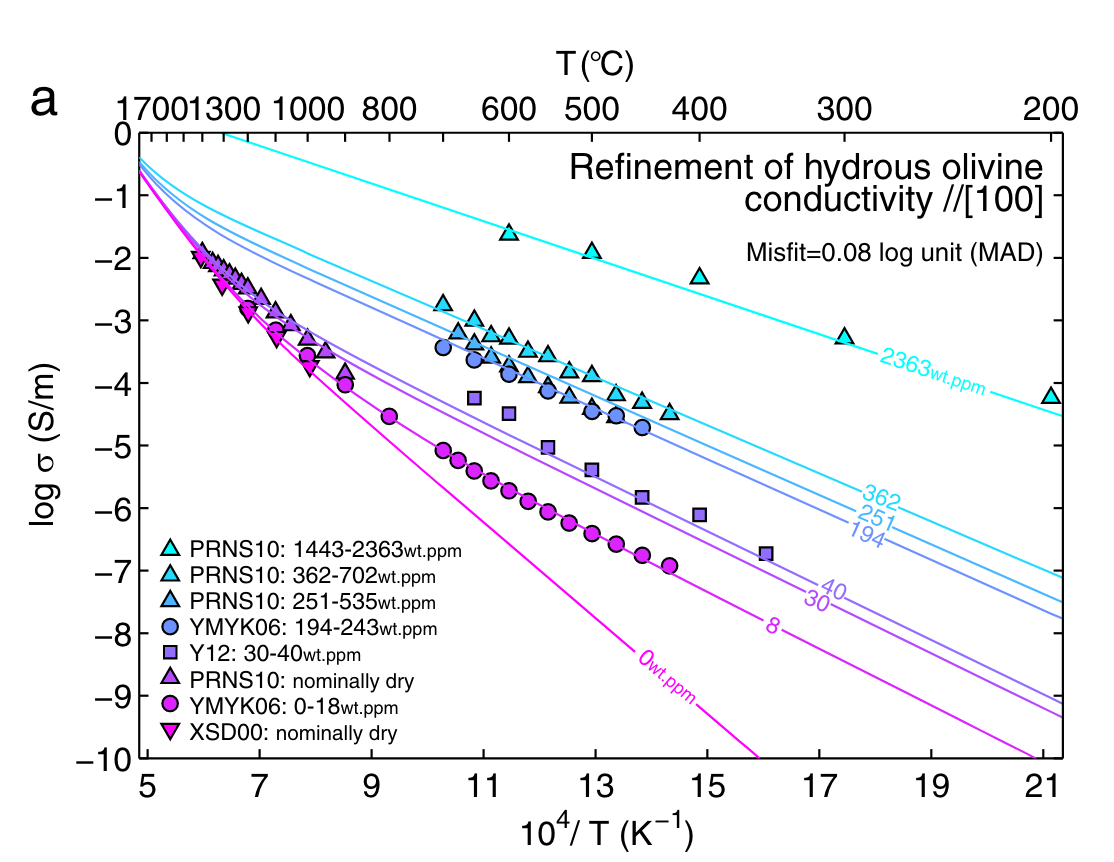 a
T (°C)
1700 1300 1000 800 600 500 400 300 200
Refinement of hydrous olivine
conductivity //[100]
Misfit=0.08 log unit (MAD)
0
−1
−2
−3
−4
−5
−6
−7
−8
−9
−10
log σ (S/m)
2363wt.ppm
362
251
194
40
30
8
0wt.ppm
PRNS10: 1443-2363wt.ppm
PRNS10: 362-702wt.ppm
PRNS10: 251-535wt.ppm
YMYK06: 194-243wt.ppm
Y12: 30-40wt.ppm
PRNS10: nominally dry
YMYK06: 0-18wt.ppm
XSD00: nominally dry
5 7 9 11 13 15 17 19 21
10⁴/ T (K⁻¹)